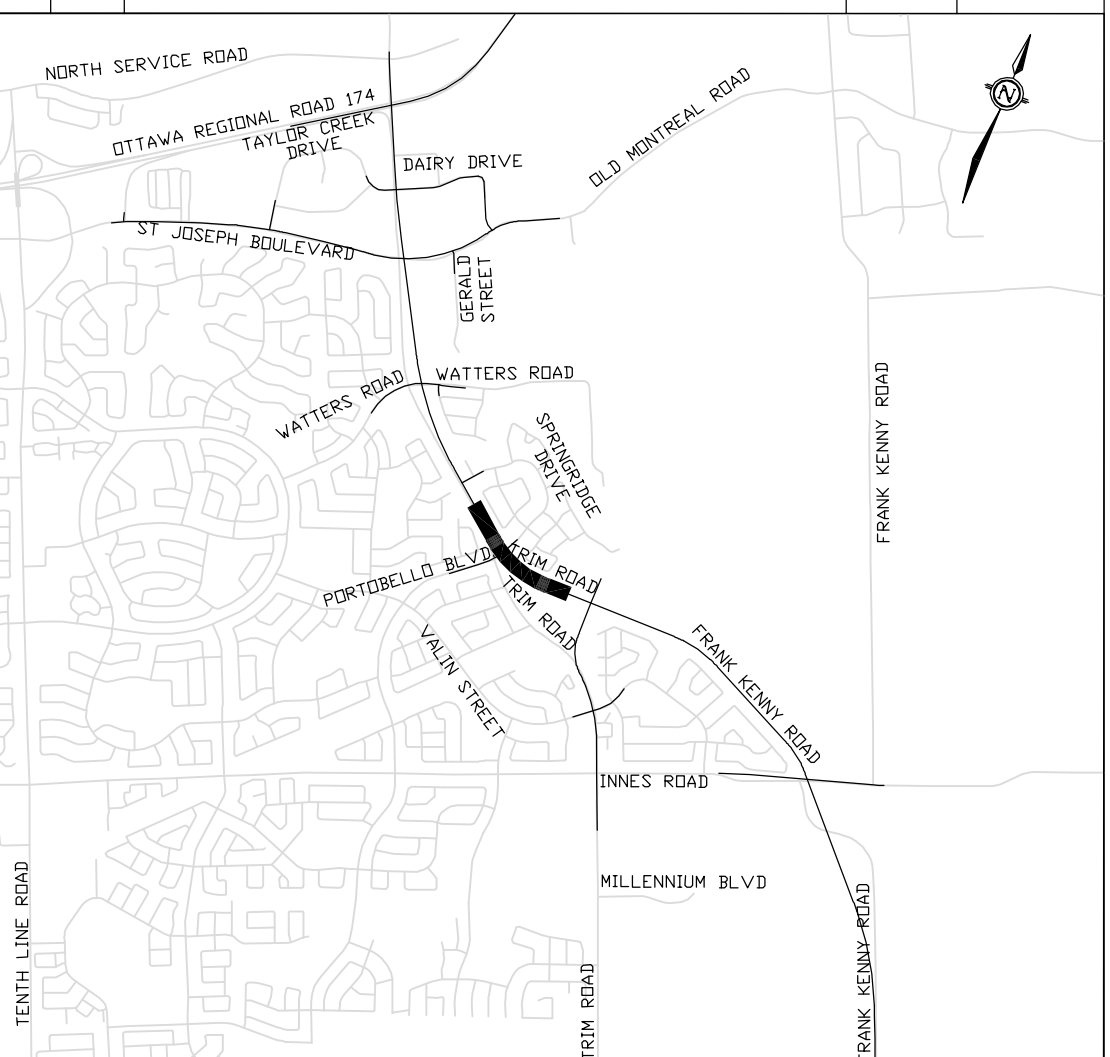 NORTH SERVICE ROAD
OTTAWA REGIONAL ROAD 174
TAYLOR CREEK
DRIVE
DAIRY DRIVE
OLD MONTREAL ROAD
N
ST JOSEPH BOULEVARD
GERALD
STREET
WATTERS ROAD
WATTERS ROAD
SPRINGRIDGE
DRIVE
FRANK KENNY ROAD
PORTOBELLO BLVD
TRIM ROAD
TRIM ROAD
VALIN STREET
FRANK KENNY ROAD
INNES ROAD
MILLENNIUM BLVD
TENTH LINE ROAD
TRIM ROAD
FRANK KENNY ROAD